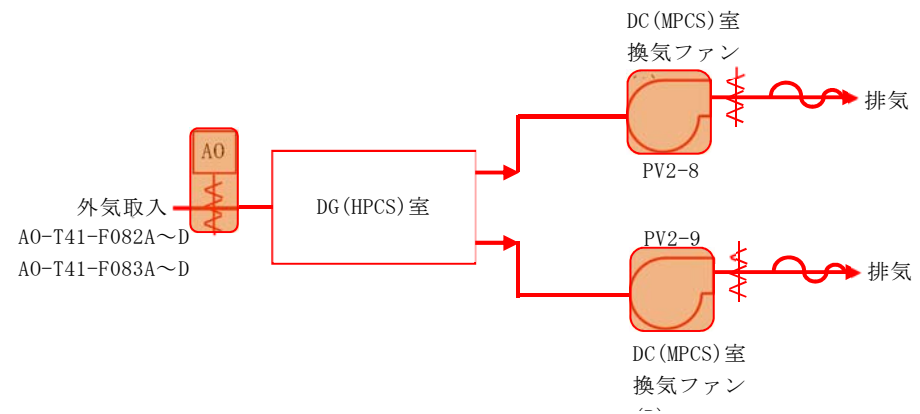 DC(MPCS)室
換気ファン
排気
PV2-8
AO
外気取入
AO-T41-F082A～D
AO-T41-F083A～D
DG(HPCS)室
PV2-9
排気
DC(MPCS)室
換気ファン